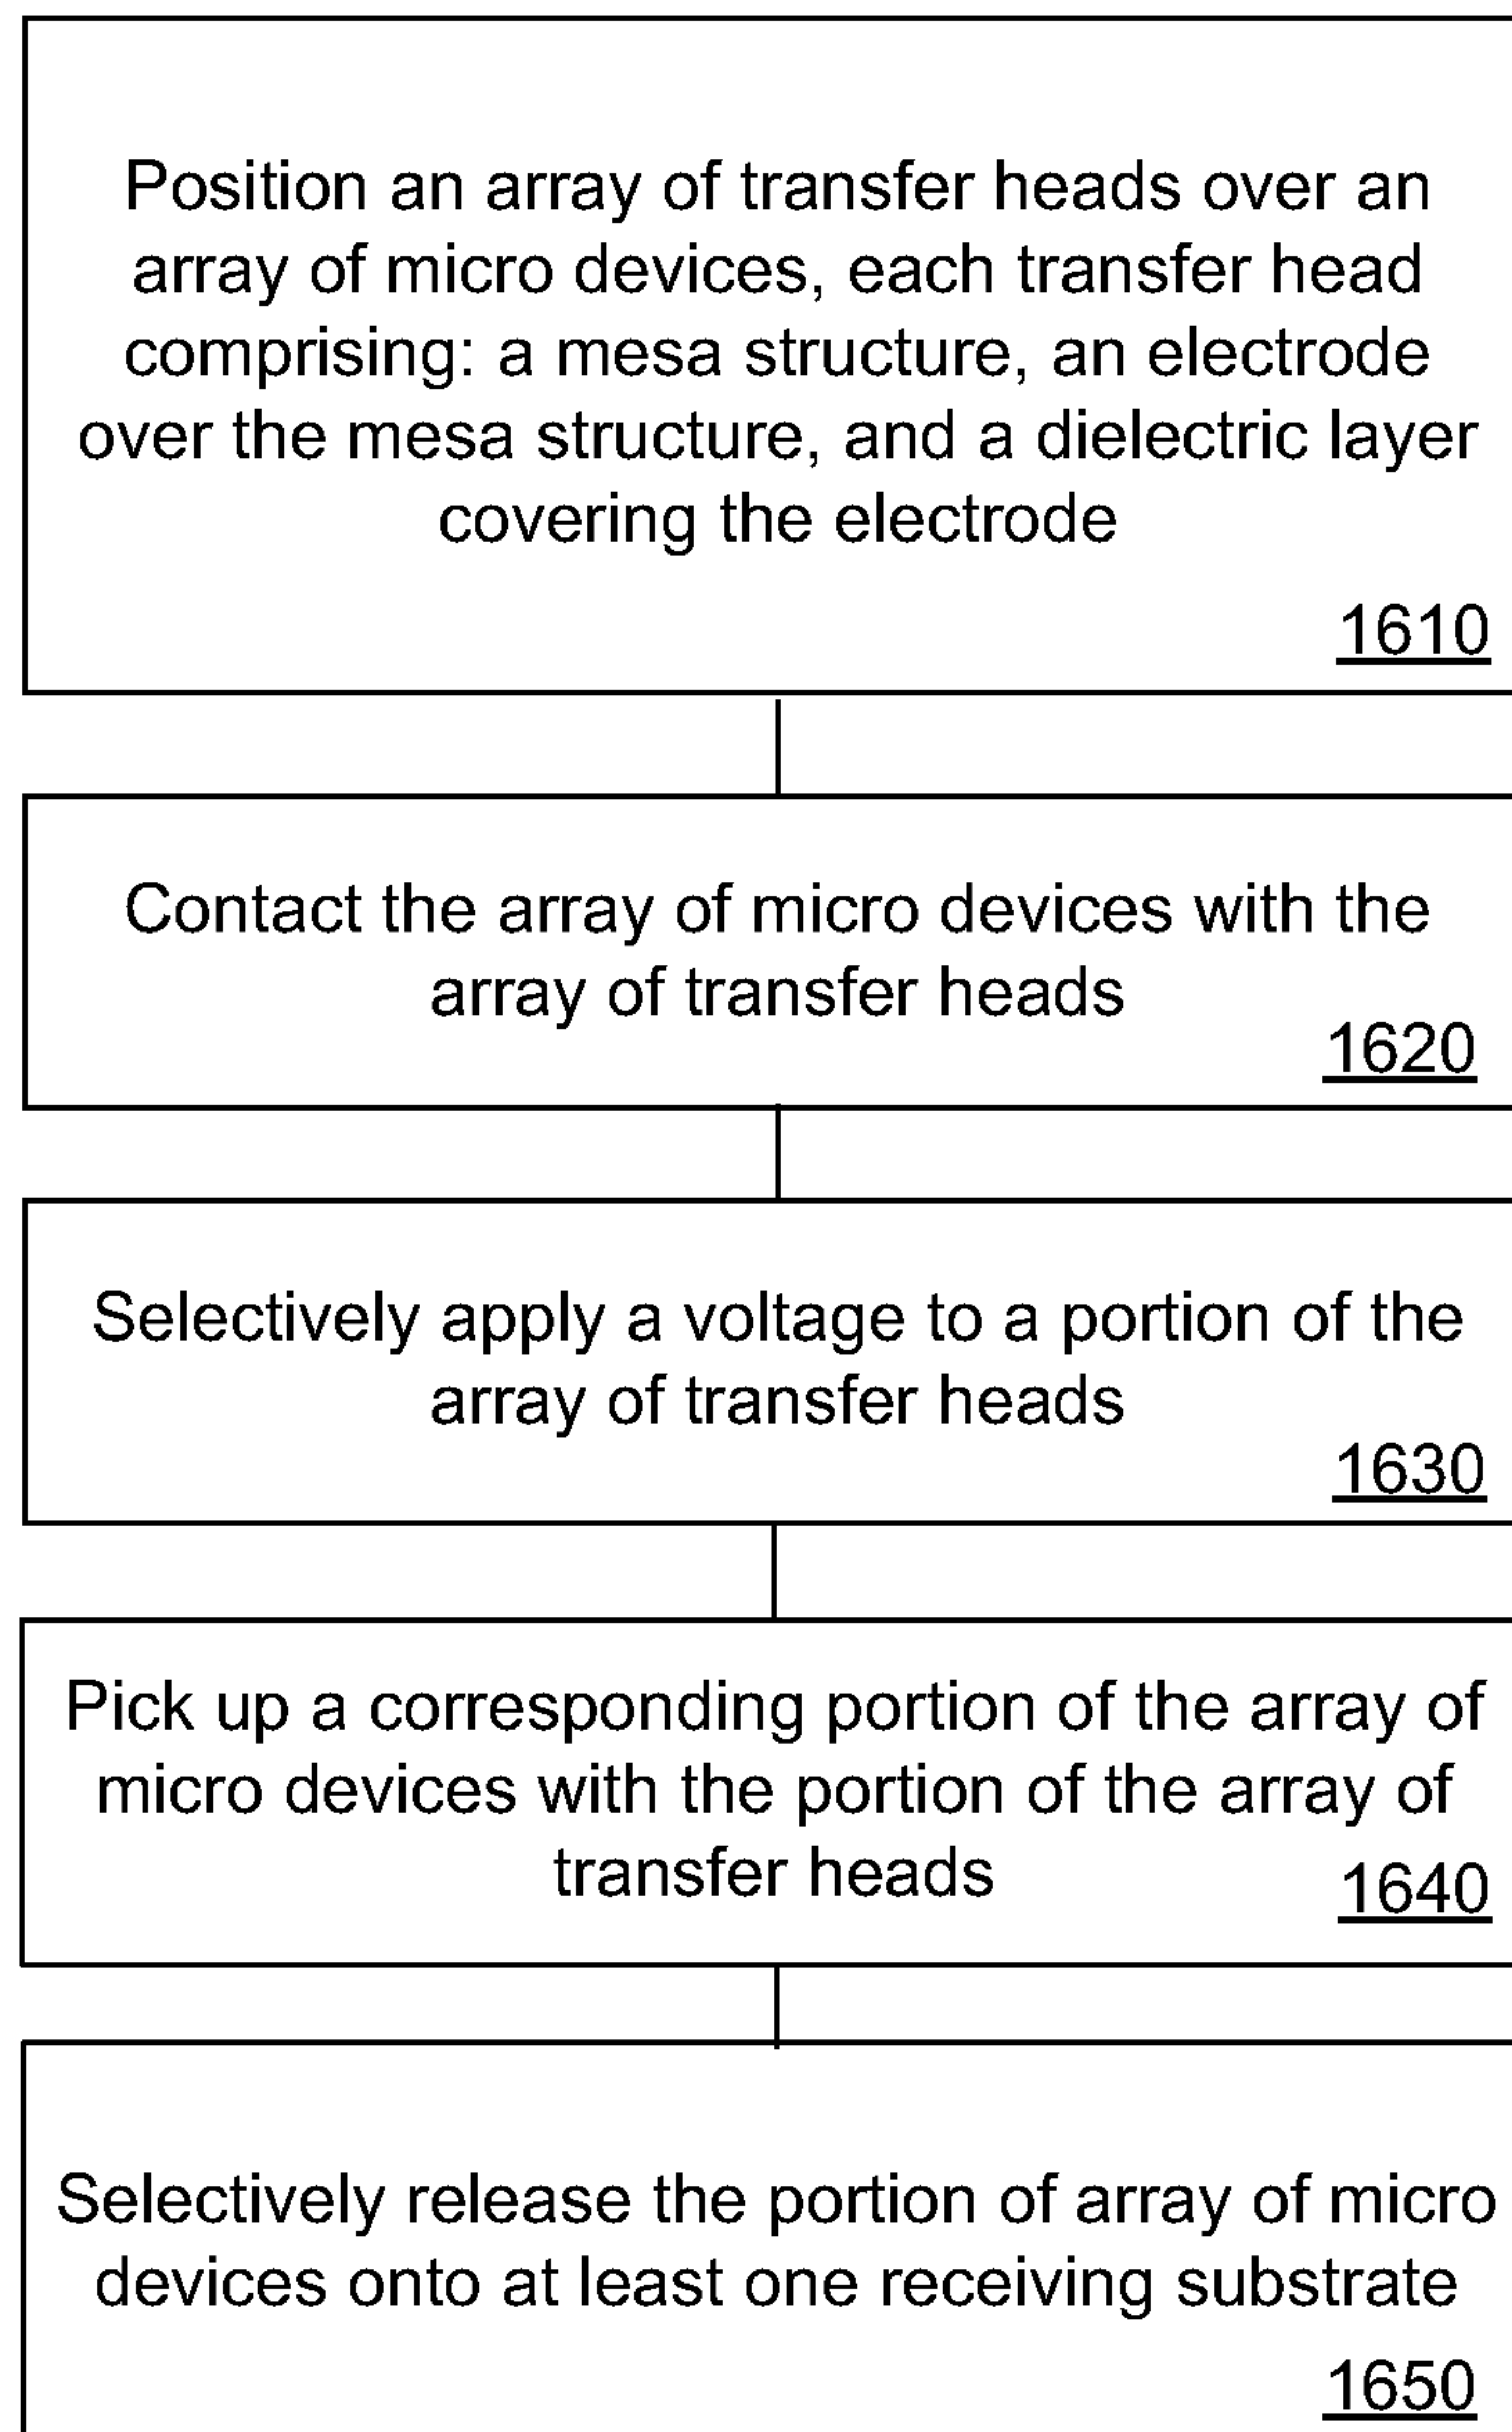 Position an array of transfer heads over an
array of micro devices, each transfer head
comprising: a mesa structure, an electrode
over the mesa structure, and a dielectric layer
covering the electrode
1610
Contact the array of micro devices with the
array of transfer heads
1620
Selectively apply a voltage to a portion of the
array of transfer heads
1630
Pick up a corresponding portion of the array of
micro devices with the portion of the array of
transfer heads
1640
Selectively release the portion of array of micro
devices onto at least one receiving substrate
1650